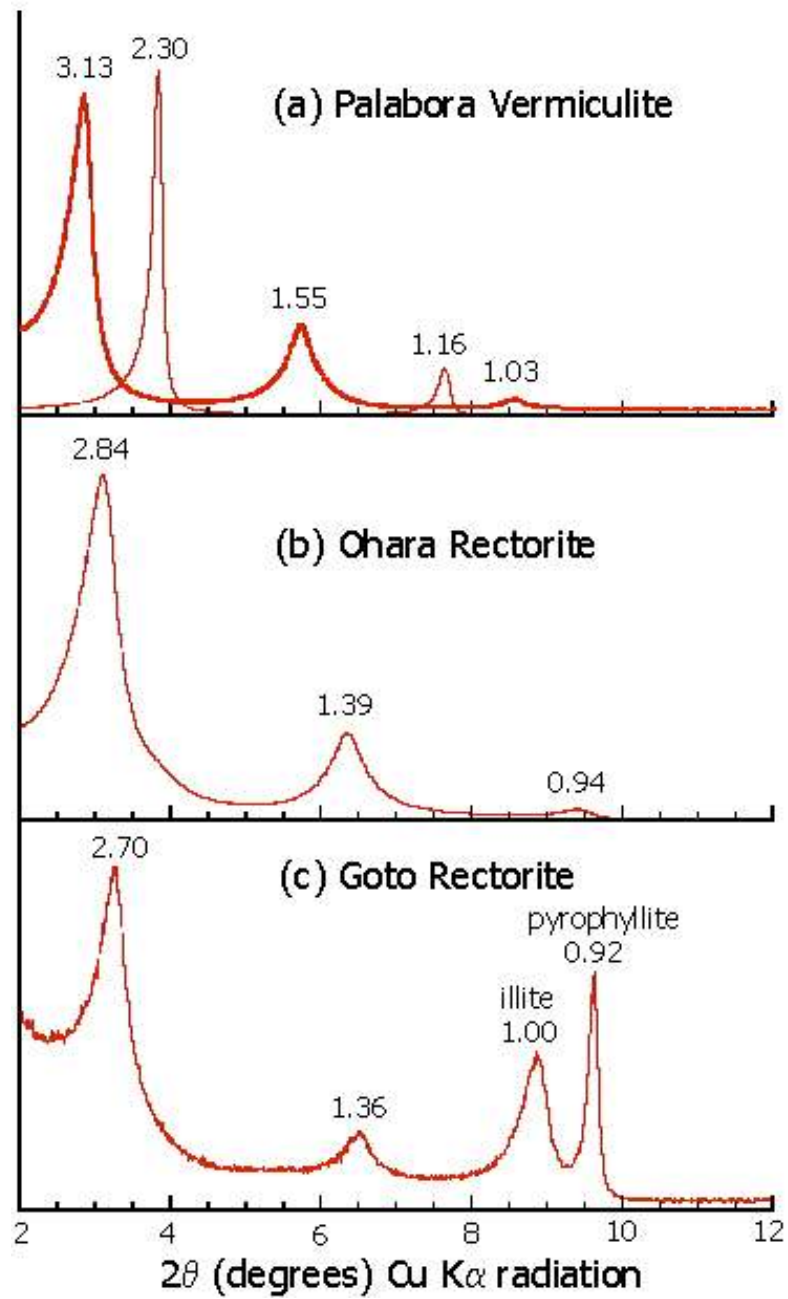 2.30
3.13
(a) Palabora Vermiculite
1.55
1.16
1.03
2.84
(b) Ohara Rectorite
1.39
0.94
2.70
(c) Goto Rectorite
pyrophyllite
0.92
illite
1.00
1.36
2 4 6 8 10 12
2θ (degrees) Cu Kα radiation